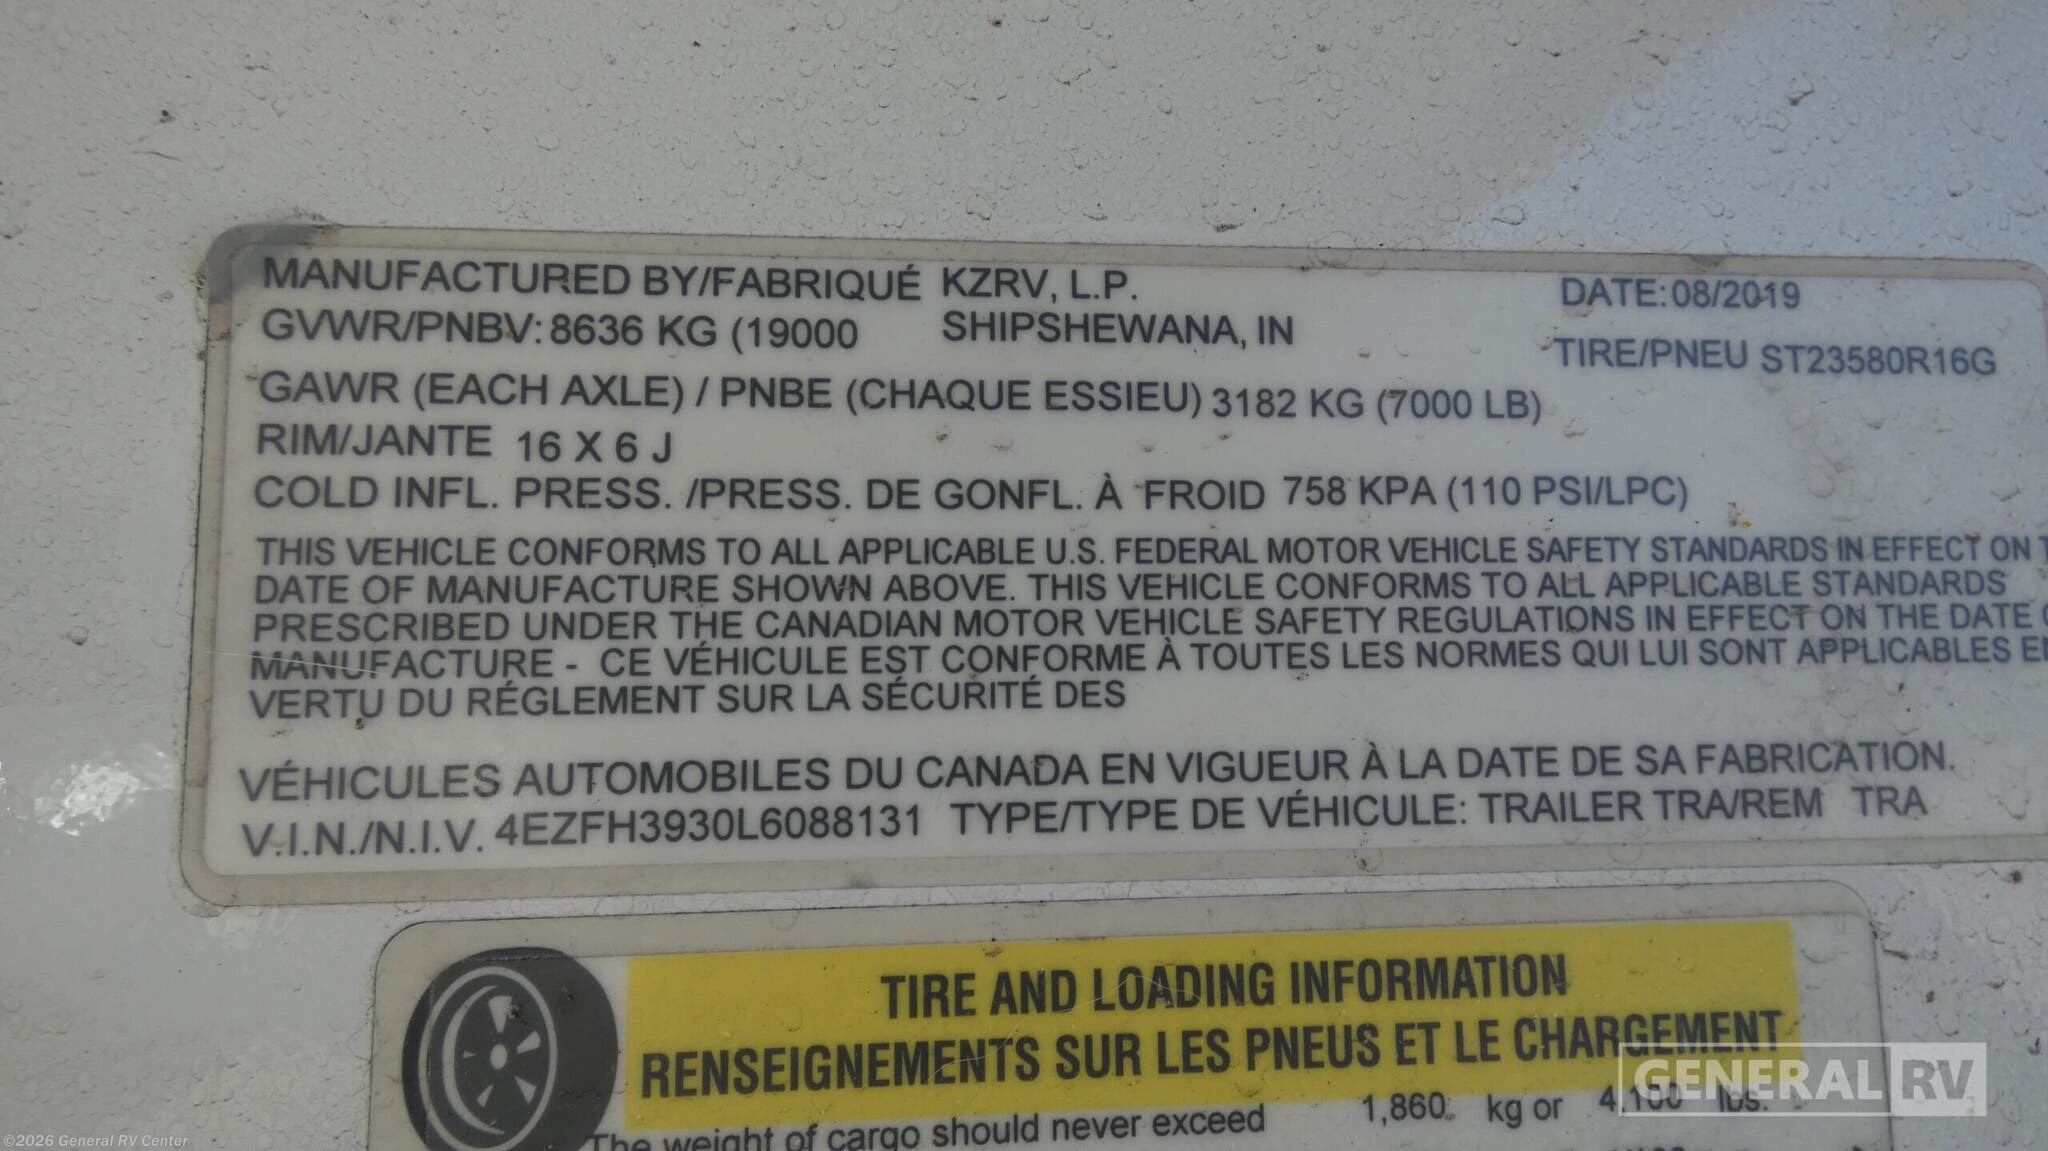 MANUFACTURED BY/FABRIQUÉ KZRV, L.P. DATE: 08/2019
GVWR/PNBV: 8636 KG (19000 SHIPSHEWANA, IN
TIRE/PNEU ST23580R16G
GAWR (EACH AXLE) / PNBE (CHAQUE ESSIEU) 3182 KG (7000 LB)
RIM/JANTE 16 X 6 J
COLD INFL. PRESS. /PRESS. DE GONFL. À FROID 758 KPA (110 PSI/LPC)
THIS VEHICLE CONFORMS TO ALL APPLICABLE U.S. FEDERAL MOTOR VEHICLE SAFETY STANDARDS IN EFFECT ON
DATE OF MANUFACTURE SHOWN ABOVE. THIS VEHICLE CONFORMS TO ALL APPLICABLE STANDARDS
PRESCRIBED UNDER THE CANADIAN MOTOR VEHICLE SAFETY REGULATIONS IN EFFECT ON THE DATE
MANUFACTURE - CE VÉHICULE EST CONFORME À TOUTES LES NORMES QUI LUI SONT APPLICABLES
VERTU DU RÉGLEMENT SUR LA SÉCURITÉ DES
VÉHICULES AUTOMOBILES DU CANADA EN VIGUEUR À LA DATE DE SA FABRICATION.
V.I.N./N.I.V. 4EZFH3930L6088131 TYPE/TYPE DE VÉHICULE: TRAILER TRA/REM TRA
TIRE AND LOADING INFORMATION
RENSEIGNEMENTS SUR LES PNEUS ET LE CHARGEMENT
The weight of cargo should never exceed 1,860 kg or 4,100 lbs.
GENERAL RV
©2026 General RV Center